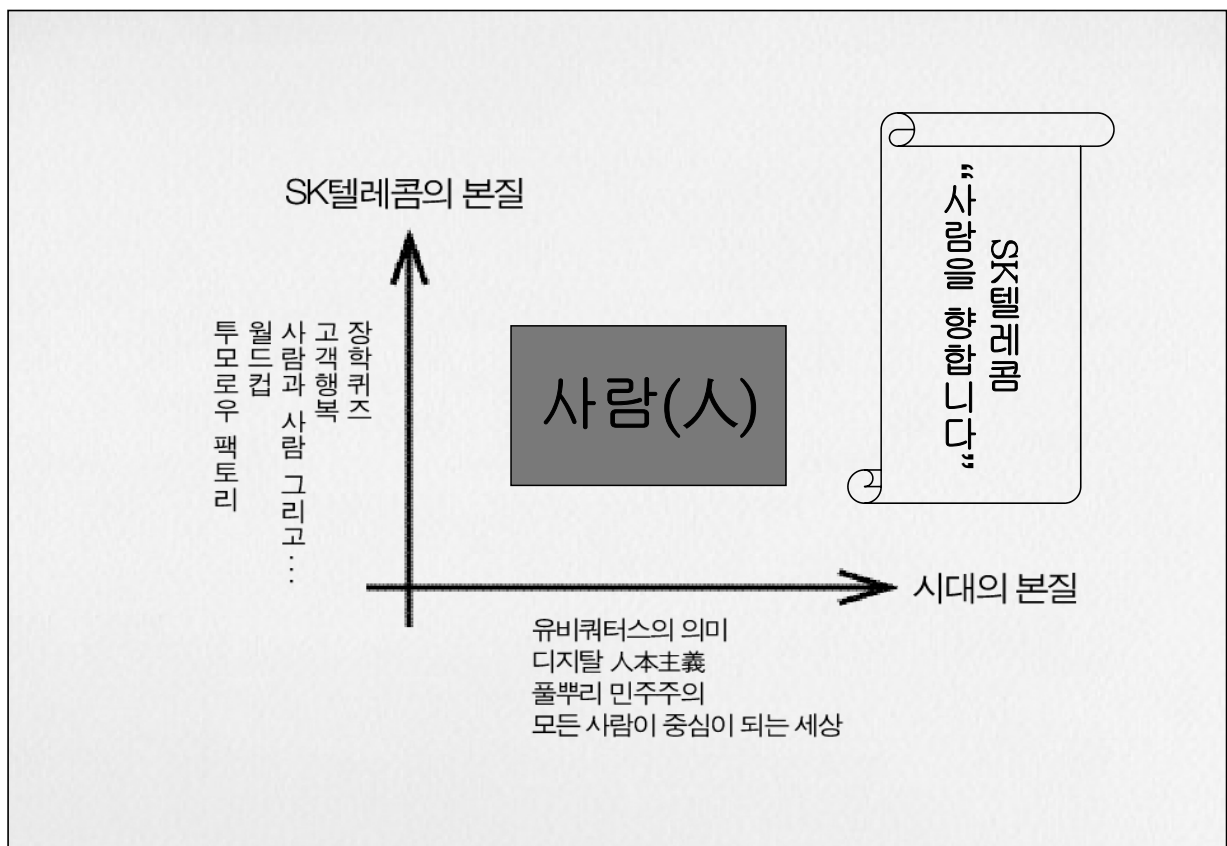 SK텔레콤의 본질
장학퀴즈
고객행복
사람과 사람 그리고…
월드컵
투모로우 팩토리
사람(人)
SK텔레콤
“사람을 향합니다”
시대의 본질
유비쿼터스의 의미
디지탈 人本主義
풀뿌리 민주주의
모든 사람이 중심이 되는 세상